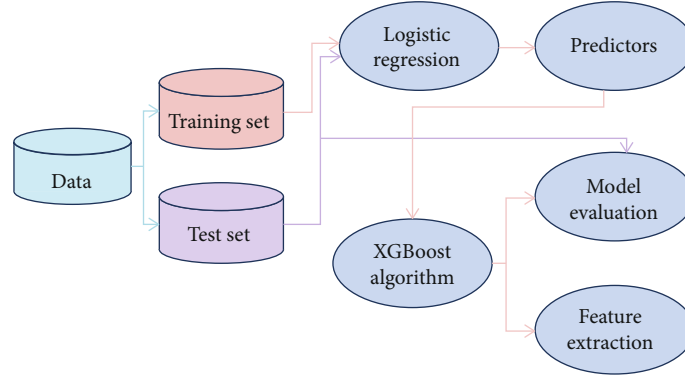 Data
Training set
Test set
Logistic
regression
Predictors
XGBoost
algorithm
Model
evaluation
Feature
extraction